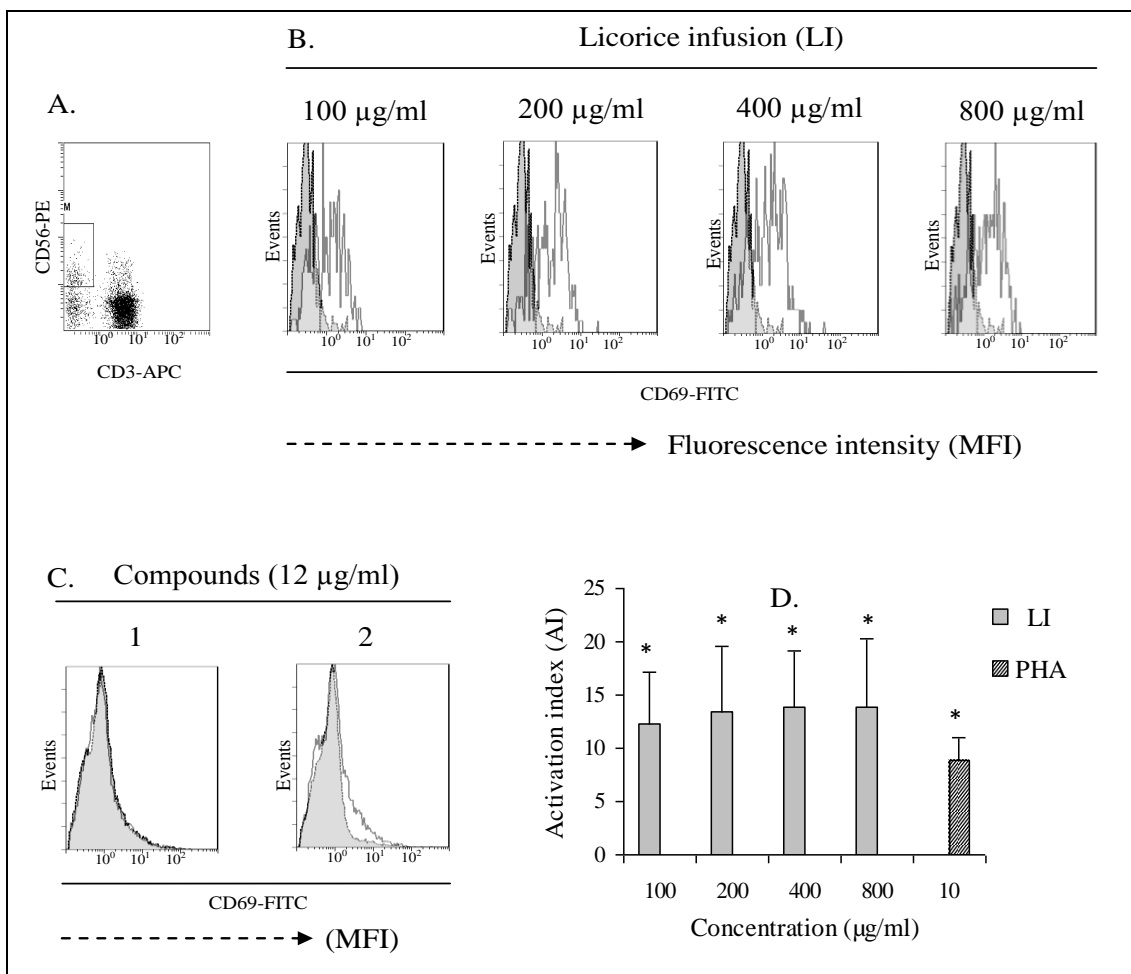 B.
Licorice infusion (LI)
A.
100 µg/ml
200 µg/ml
400 µg/ml
800 µg/ml
CD56-PE
M
10⁰ 10¹ 10²
CD3-APC
Events
10⁰ 10¹ 10²
Events
10⁰ 10¹ 10²
Events
10⁰ 10¹ 10²
Events
10⁰ 10¹ 10²
CD69-FITC
Fluorescence intensity (MFI)
C.
Compounds (12 µg/ml)
1
2
Events
10⁰ 10¹ 10²
Events
10⁰ 10¹ 10²
CD69-FITC
(MFI)
D.
Activation index (AI)
25
20
15
10
5
0
*
*
*
*
*
100 200 400 800 10
Concentration (µg/ml)
LI
PHA